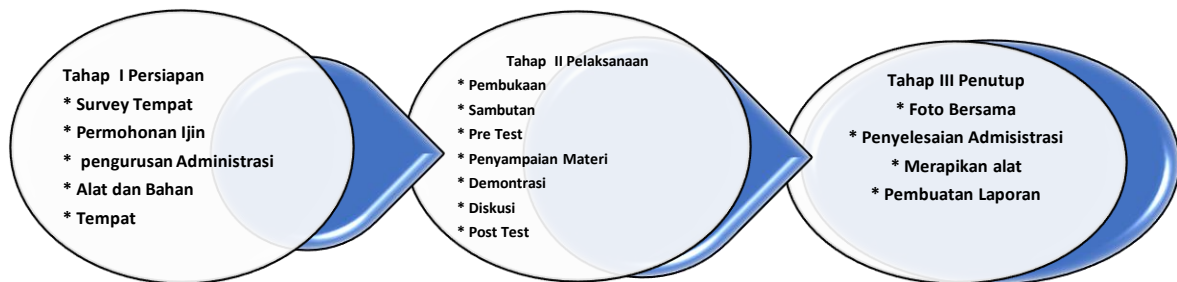 Tahap I Persiapan
* Survey Tempat
* Permohonan Ijin
* pengurusan Administrasi
* Alat dan Bahan
* Tempat
Tahap II Pelaksanaan
* Pembukaan
* Sambutan
* Pre Test
* Penyampaian Materi
* Demontrasi
* Diskusi
* Post Test
Tahap III Penutup
* Foto Bersama
* Penyelesaian Admisistrasi
* Merapikan alat
* Pembuatan Laporan